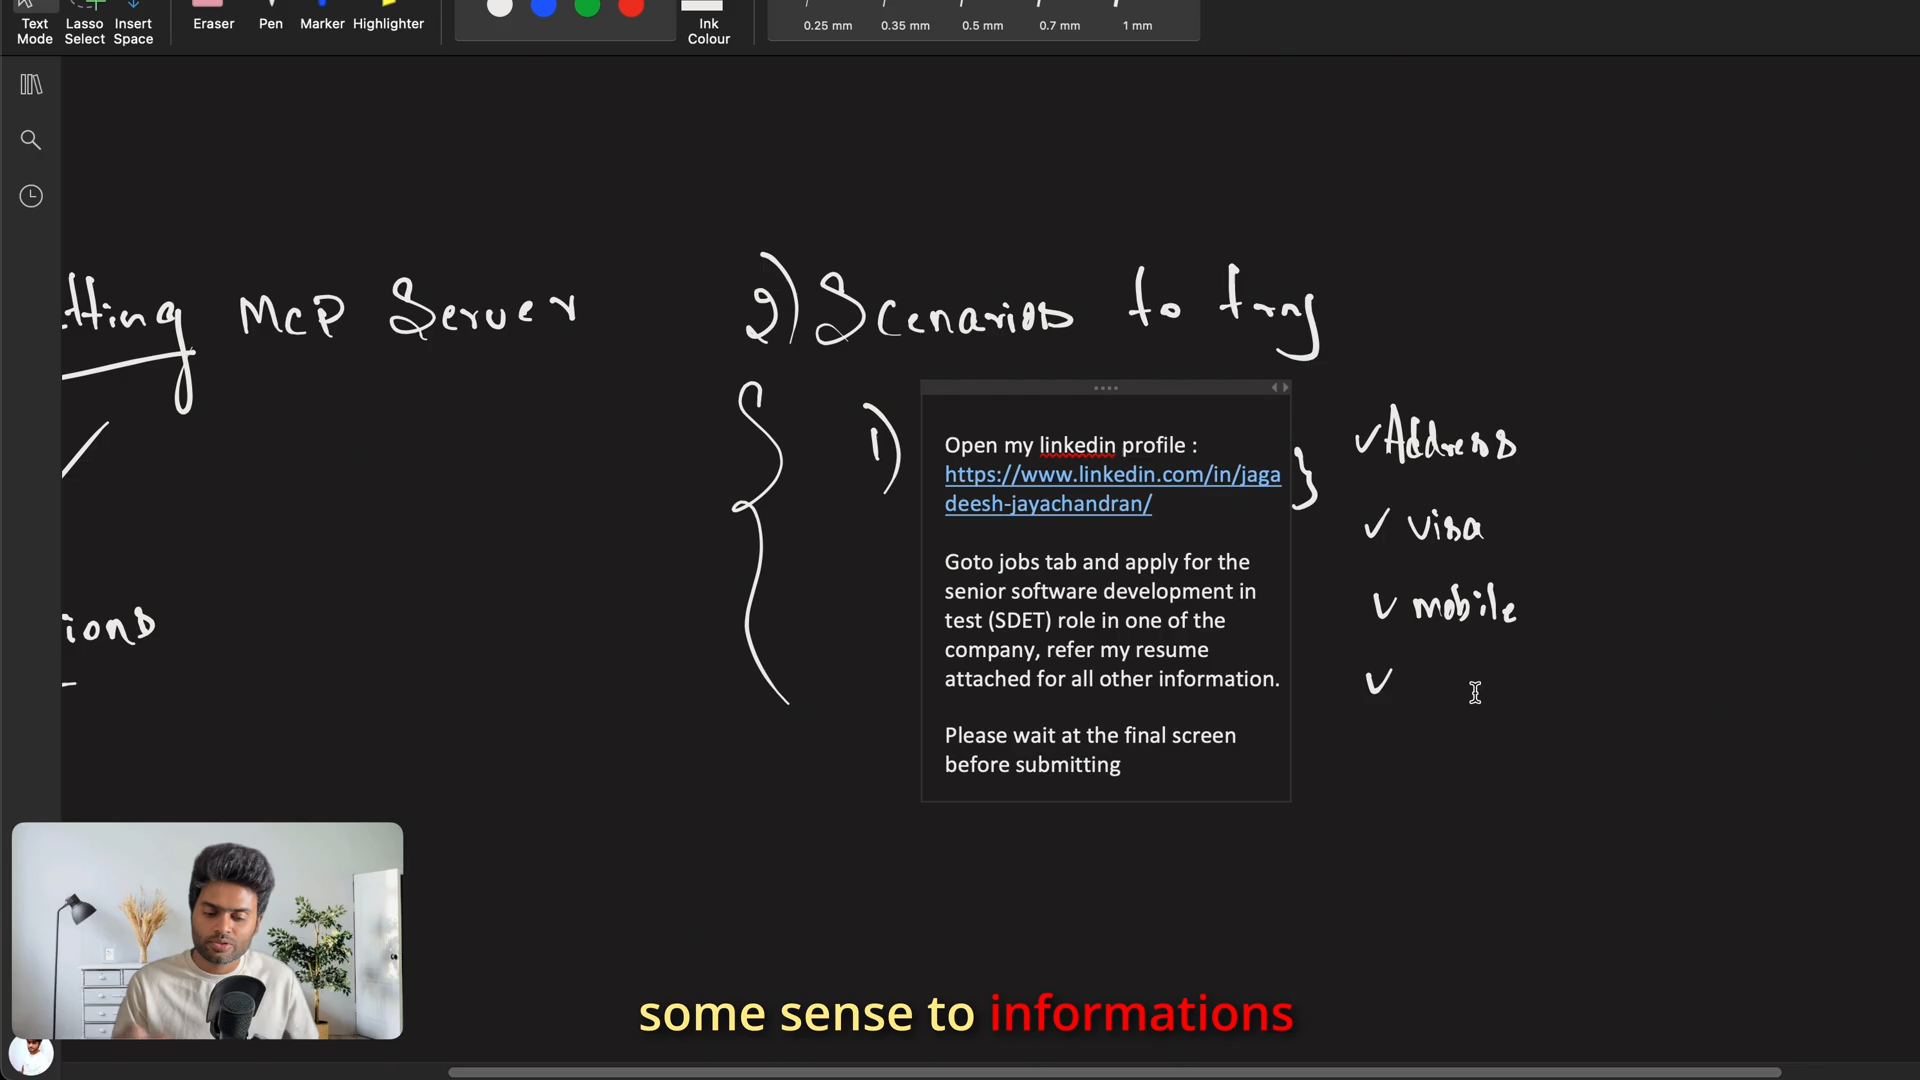 Text
Mode
Lasso
Select
Insert
Space
Eraser
Pen
Marker
Highlighter
Ink
Colour
0.25 mm
0.35 mm
0.5 mm
0.7 mm
1 mm
tting MCP Server
2) Scenarios to try
1)
Open my linkedin profile :
https://www.linkedin.com/in/jaga
deesh-jayachandran/
Goto jobs tab and apply for the
senior software development in
test (SDET) role in one of the
company, refer my resume
attached for all other information.
Please wait at the final screen
before submitting
✓ Address
✓ visa
✓ mobile
✓
ions
some sense to informations